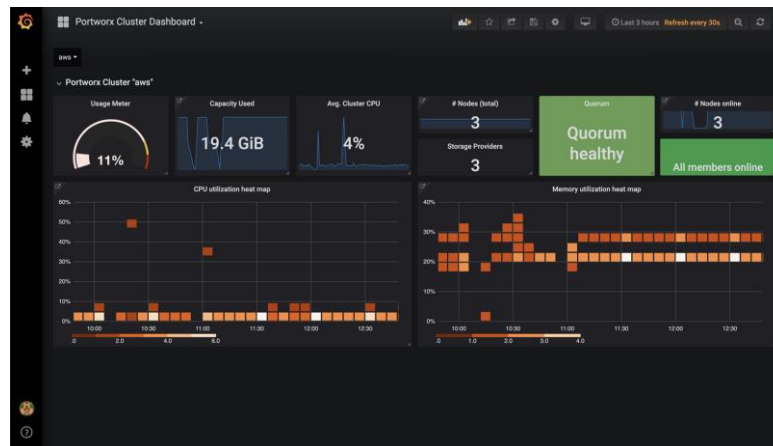 Portworx Cluster Dashboard
Last 3 hours Refresh every 30s
aws
Portworx Cluster "aws"
Usage Meter
11%
Capacity Used
19.4 GiB
Avg. Cluster CPU
4%
# Nodes (total)
3
Storage Providers
3
Quorum
Quorum
healthy
# Nodes online
3
All members online
CPU utilization heat map
60%
50%
40%
30%
20%
10%
0%
10:00 10:30 11:00 11:30 12:00 12:30
.0 2.0 4.0 6.0
Memory utilization heat map
40%
30%
20%
10%
0%
10:00 10:30 11:00 11:30 12:00 12:30
.0 1.0 2.0 3.0 4.0